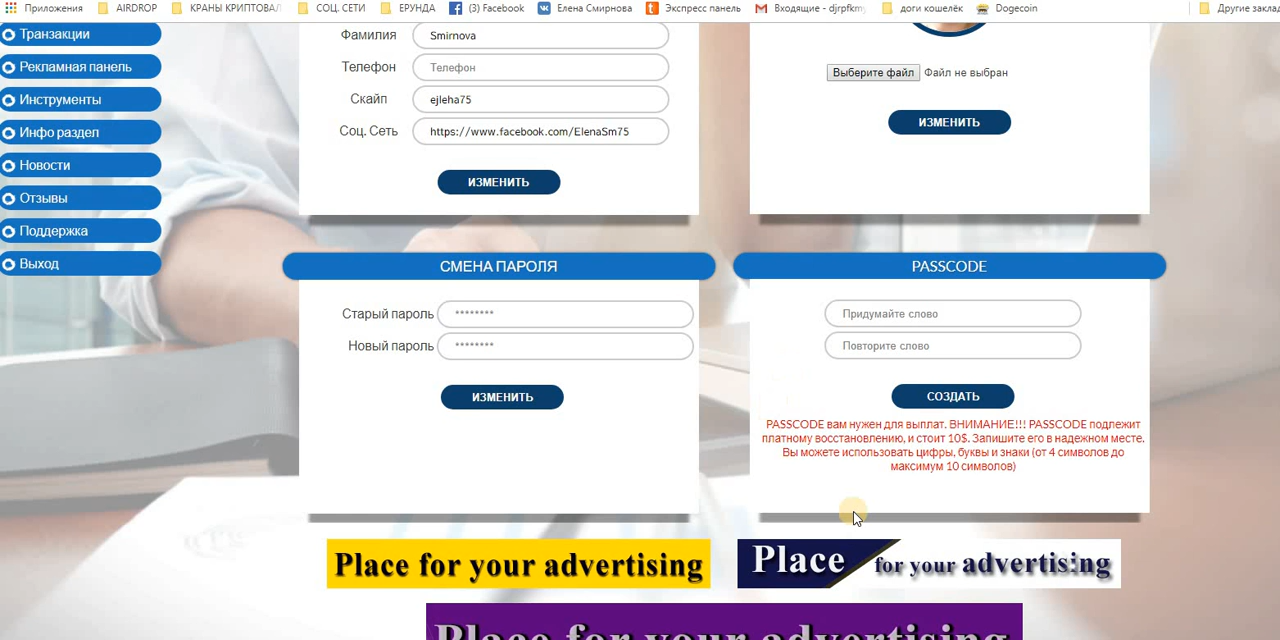 Приложения AIRDROP КРАНЫ КРИПТОВАЛ СОЦ. СЕТИ ЕРУНДА (3) Facebook Елена Смирнова Экспресс панель Входящие - djrpfkmy доги кошелёк Dogecoin Другие заклад
Транзакции
Рекламная панель
Инструменты
Инфо раздел
Новости
Отзывы
Поддержка
Выход
Фамилия Smirnova
Телефон Телефон
Скайп ejleha75
Соц. Сеть https://www.facebook.com/ElenaSm75
ИЗМЕНИТЬ
Выберите файл Файл не выбран
ИЗМЕНИТЬ
СМЕНА ПАРОЛЯ
Старый пароль ********
Новый пароль ********
ИЗМЕНИТЬ
PASSCODE
Придумайте слово
Повторите слово
СОЗДАТЬ
PASSCODE вам нужен для выплат. ВНИМАНИЕ!!! PASSCODE подлежит
платному восстановлению, и стоит 10$. Запишите его в надежном месте.
Вы можете использовать цифры, буквы и знаки (от 4 символов до
максимум 10 символов)
Place for your advertising
Place for your advertising
Place for your advertising